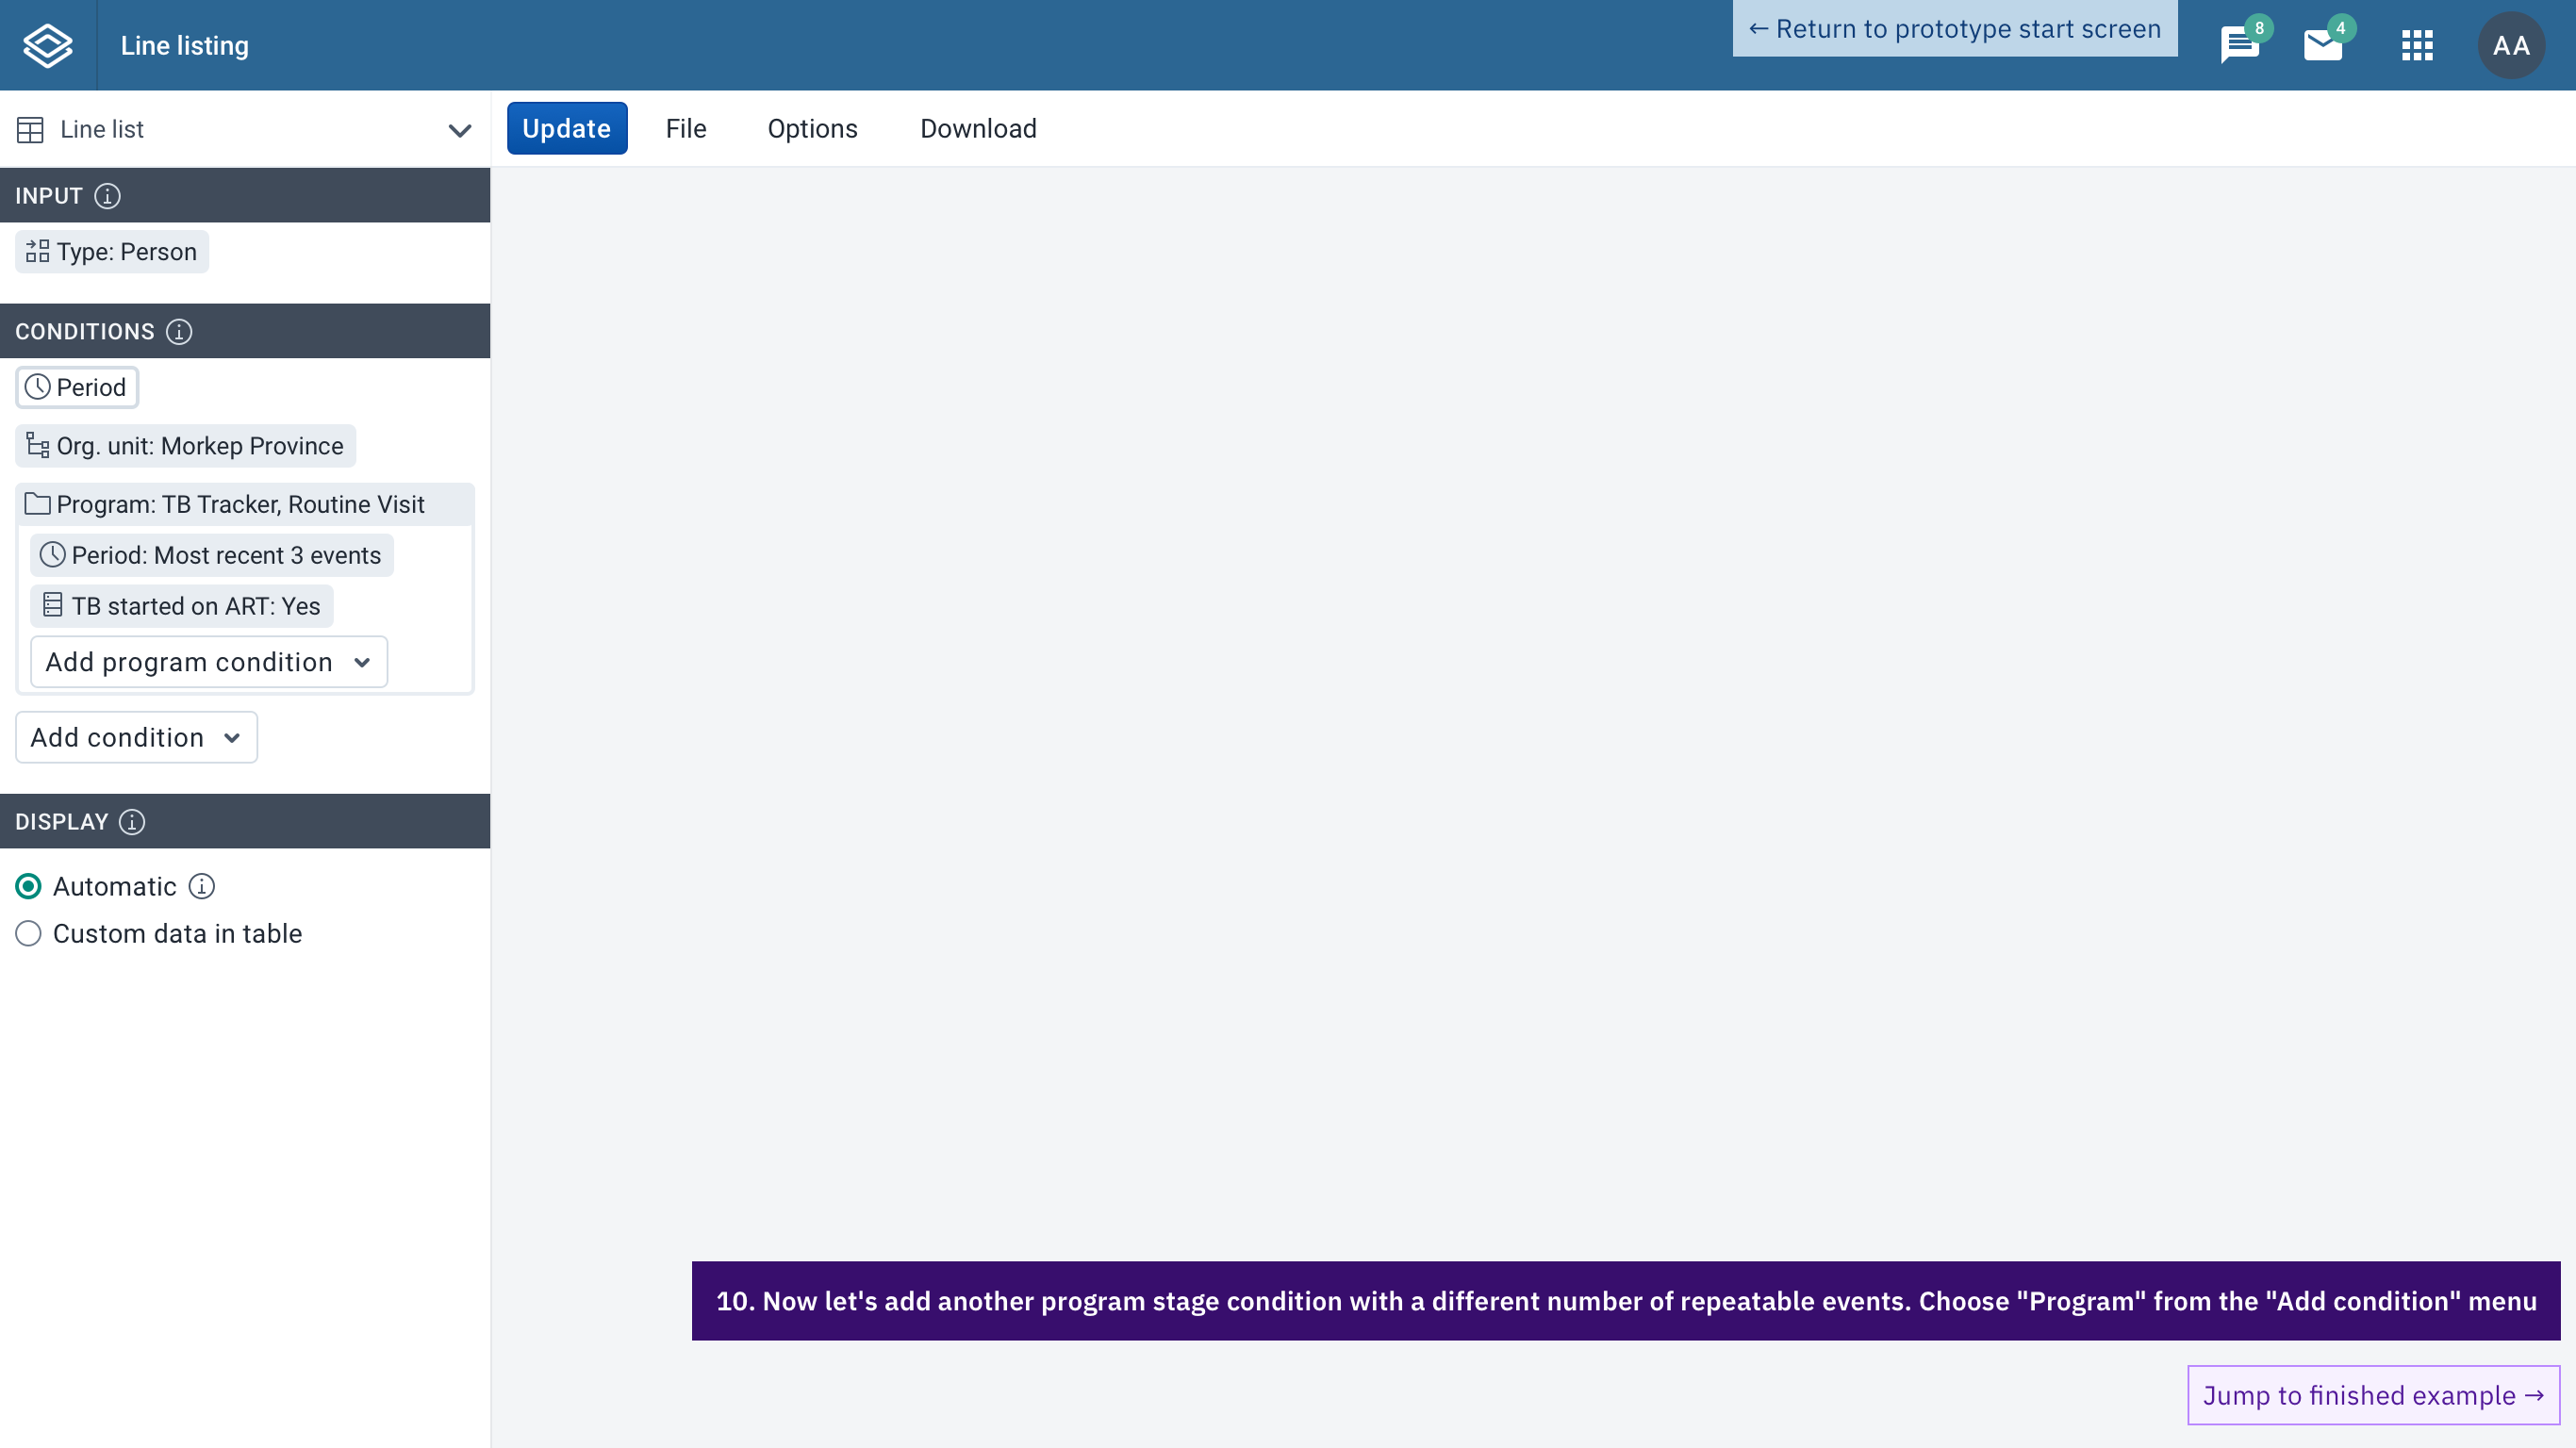 Line listing
← Return to prototype start screen
8
4
AA
Line list
Update
File
Options
Download
INPUT
Type: Person
CONDITIONS
Period
Org. unit: Morkep Province
Program: TB Tracker, Routine Visit
Period: Most recent 3 events
TB started on ART: Yes
Add program condition
Add condition
DISPLAY
Automatic
Custom data in table
10. Now let's add another program stage condition with a different number of repeatable events. Choose "Program" from the "Add condition" menu
Jump to finished example →